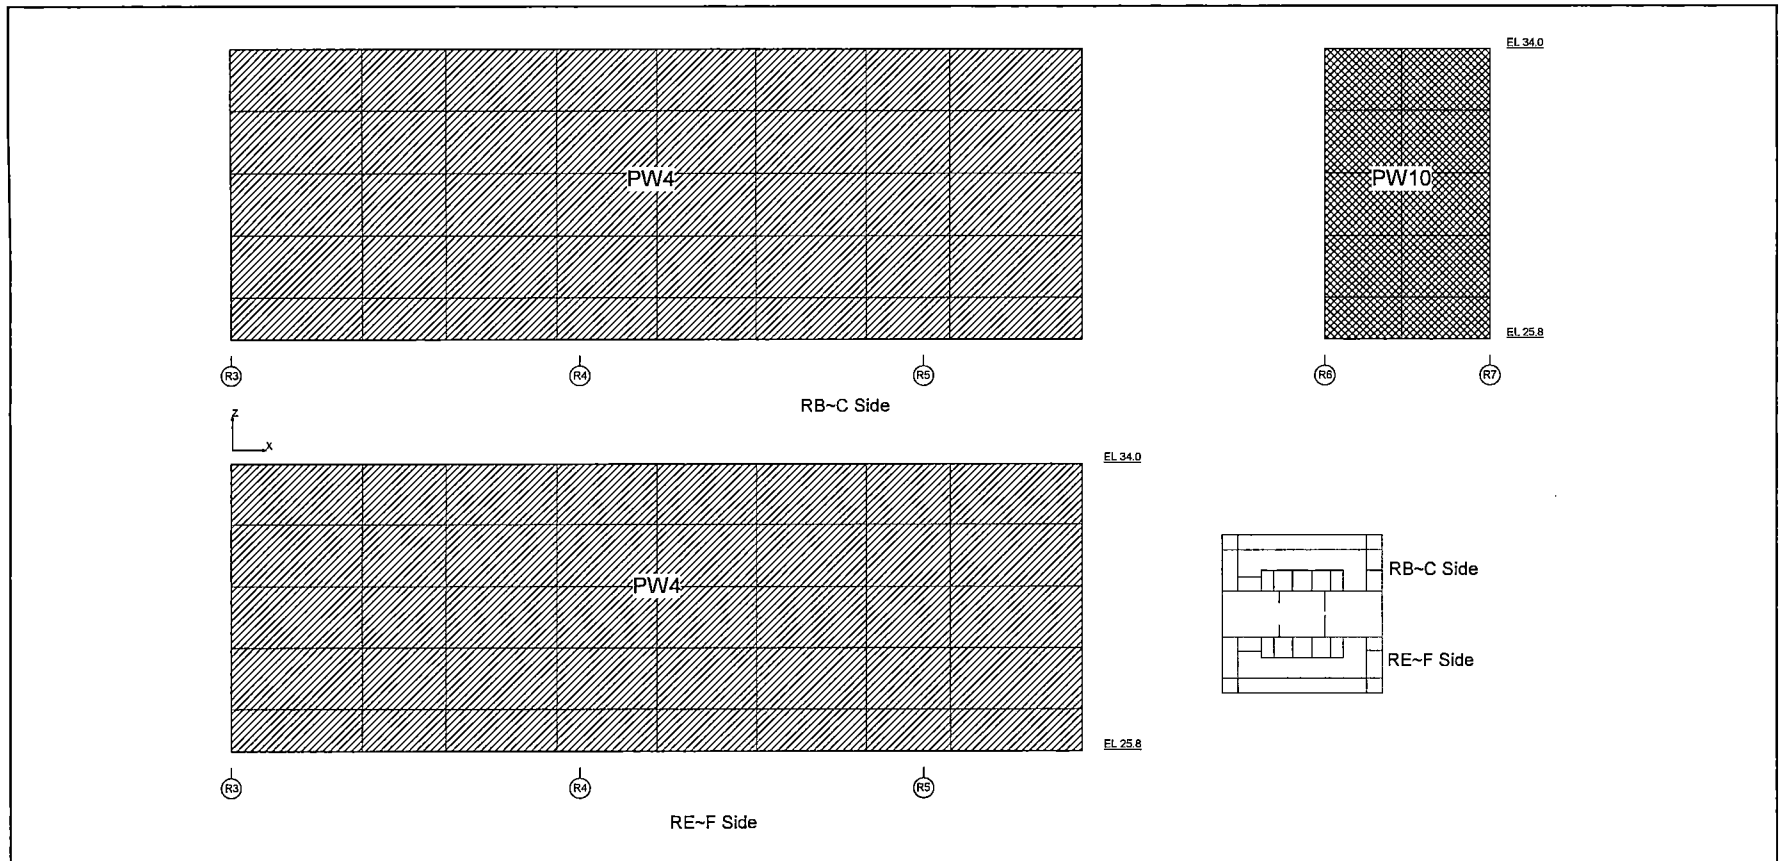 EL 34.0
PW4
PW10
EL 25.8
R3
R4
R5
R6
R7
RB~C Side
Z
X
EL 34.0
PW4
RB~C Side
RE~F Side
EL 25.8
R3
R4
R5
RE~F Side